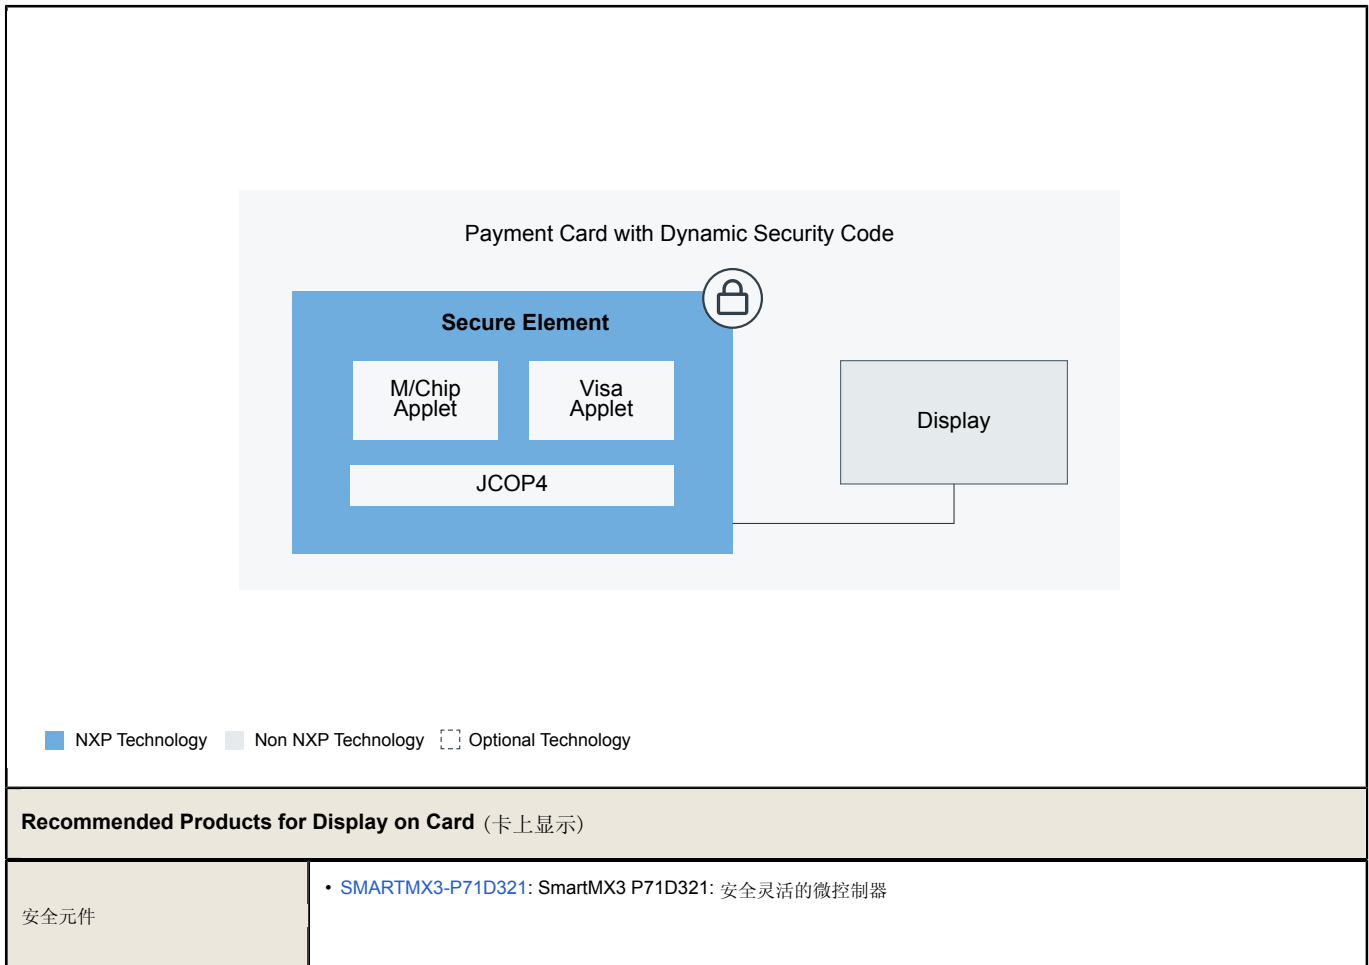 Payment Card with Dynamic Security Code
Secure Element
M/Chip
Applet
Visa
Applet
JCOP4
Display
NXP Technology
Non NXP Technology
Optional Technology
Recommended Products for Display on Card (卡上显示)
安全元件
• SMARTMX3-P71D321: SmartMX3 P71D321: 安全灵活的微控制器